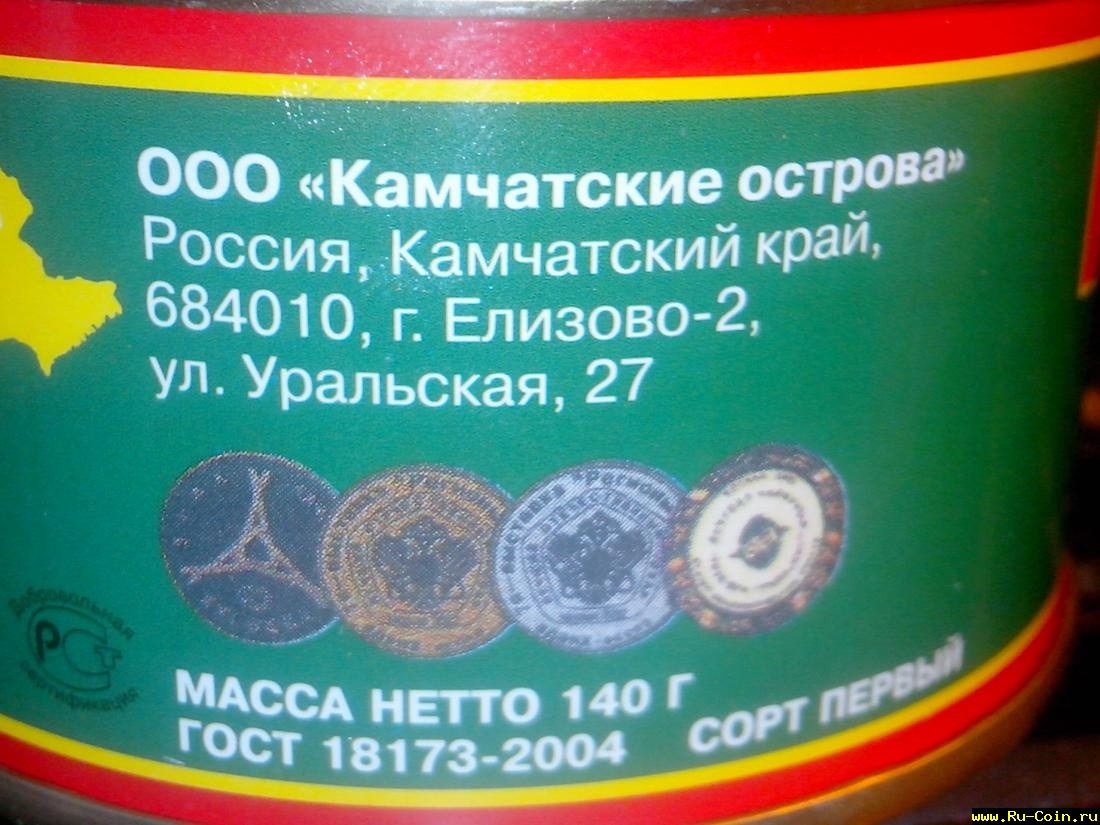 ООО «Камчатские острова»
Россия, Камчатский край,
684010, г. Елизово-2,
ул. Уральская, 27
Добровольная
РСт
сертификация
МАССА НЕТТО 140 Г
ГОСТ 18173-2004
СОРТ ПЕРВЫЙ
www.Ru-Coin.ru